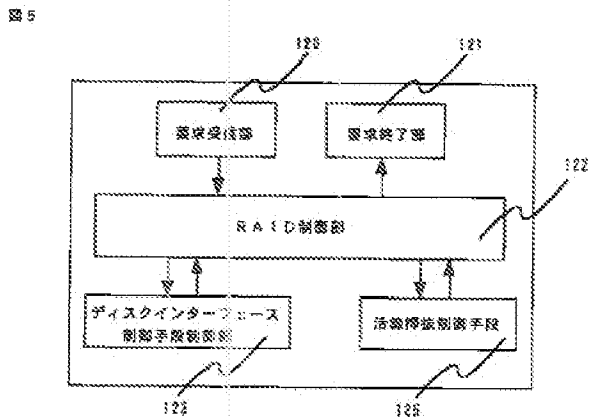 図5
120
121
要求受信部
要求終了部
122
RAID制御部
ディスクインターフェース
制御手段制御部
活線挿抜制御手段
123
125